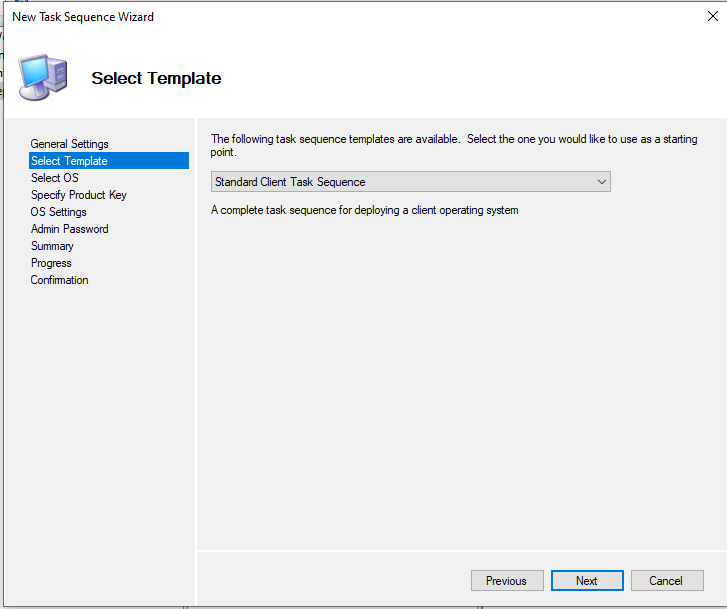 New Task Sequence Wizard
Select Template
General Settings
Select Template
Select OS
Specify Product Key
OS Settings
Admin Password
Summary
Progress
Confirmation
The following task sequence templates are available.  Select the one you would like to use as a starting
point.
Standard Client Task Sequence
A complete task sequence for deploying a client operating system
Previous
Next
Cancel